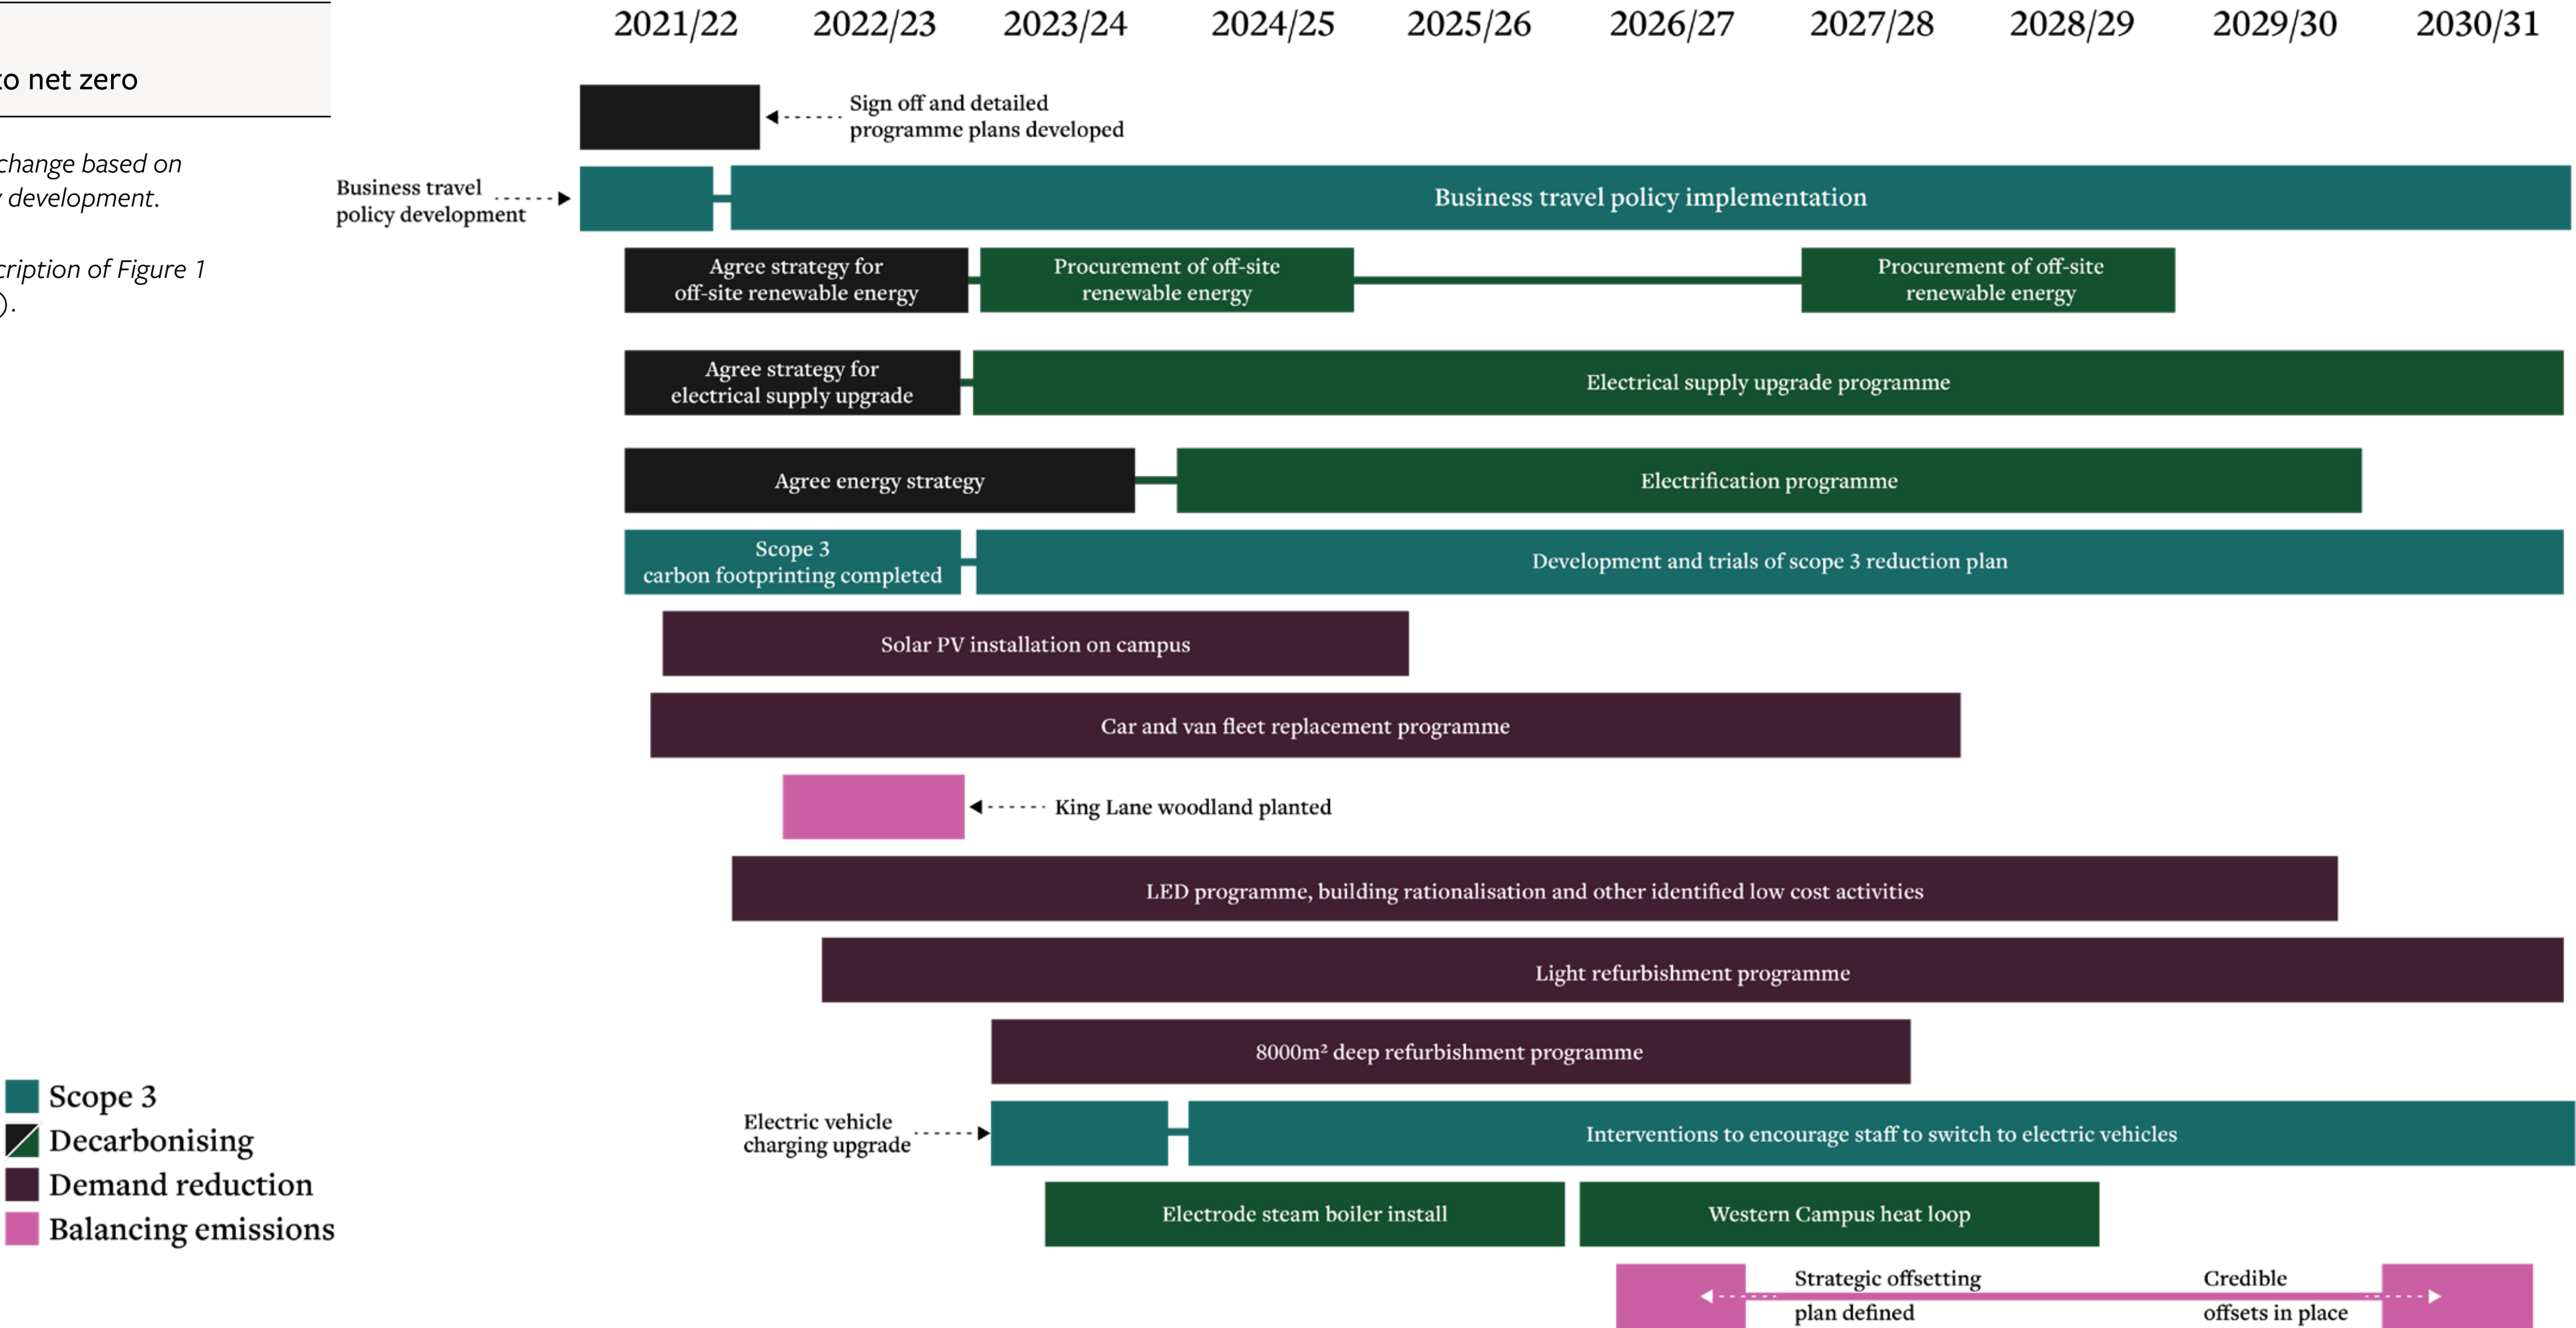 2021/22 2022/23 2023/24 2024/25 2025/26 2026/27 2027/28 2028/29 2029/30 2030/31
to net zero
change based on
development.
Figure 1
Sign off and detailed
programme plans developed
Business travel
policy development
Business travel policy implementation
Agree strategy for
off-site renewable energy
Procurement of off-site
renewable energy
Procurement of off-site
renewable energy
Agree strategy for
electrical supply upgrade
Electrical supply upgrade programme
Agree energy strategy
Electrification programme
Scope 3
carbon footprinting completed
Development and trials of scope 3 reduction plan
Solar PV installation on campus
Car and van fleet replacement programme
King Lane woodland planted
LED programme, building rationalisation and other identified low cost activities
Light refurbishment programme
8000m² deep refurbishment programme
Electric vehicle
charging upgrade
Interventions to encourage staff to switch to electric vehicles
Electrode steam boiler install
Western Campus heat loop
Strategic offsetting
plan defined
Credible
offsets in place
Scope 3
Decarbonising
Demand reduction
Balancing emissions